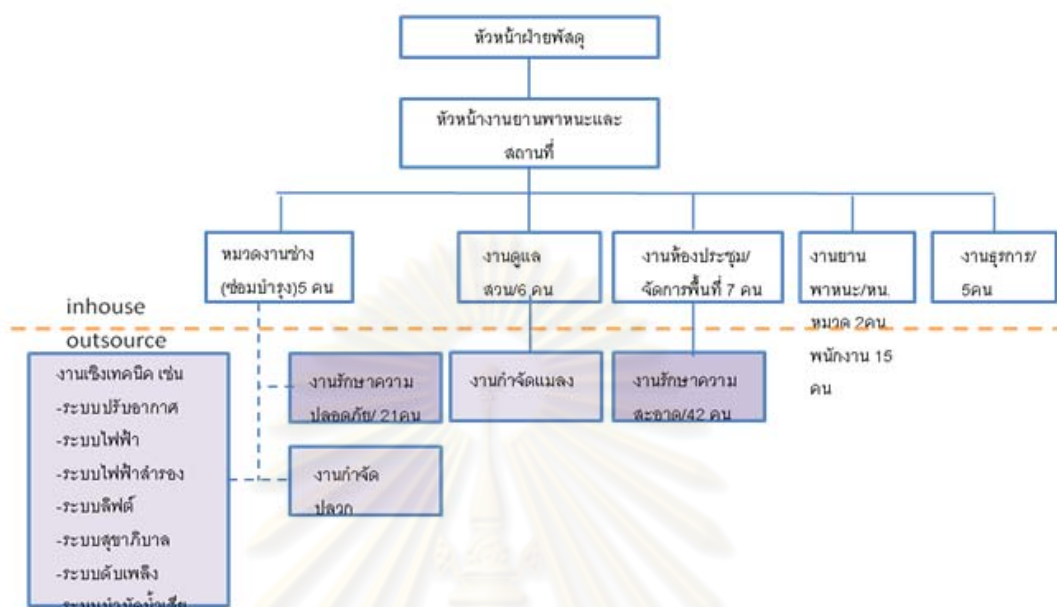 หัวหน้าฝ่ายพัสดุ
หัวหน้างานยานพาหนะและ
สถานที่
หมวดงานช่าง
(ซ่อมบำรุง)5 คน
งานดูแล
สวน/6 คน
งานห้องประชุม/
จัดการพื้นที่ 7 คน
งานยาน
พาหนะ/หน.
หมวด 2คน
พนักงาน 15
คน
งานธุรการ/
5คน
inhouse
outsource
งานเชิงเทคนิค เช่น
-ระบบปรับอากาศ
-ระบบไฟฟ้า
-ระบบไฟฟ้าสำรอง
-ระบบลิฟต์
-ระบบสุขาภิบาล
-ระบบดับเพลิง
-ระบบบำบัดน้ำเสีย
งานรักษาความ
ปลอดภัย/ 21คน
งานกำจัด
ปลวก
งานกำจัดแมลง
งานรักษาความ
สะอาด/42 คน